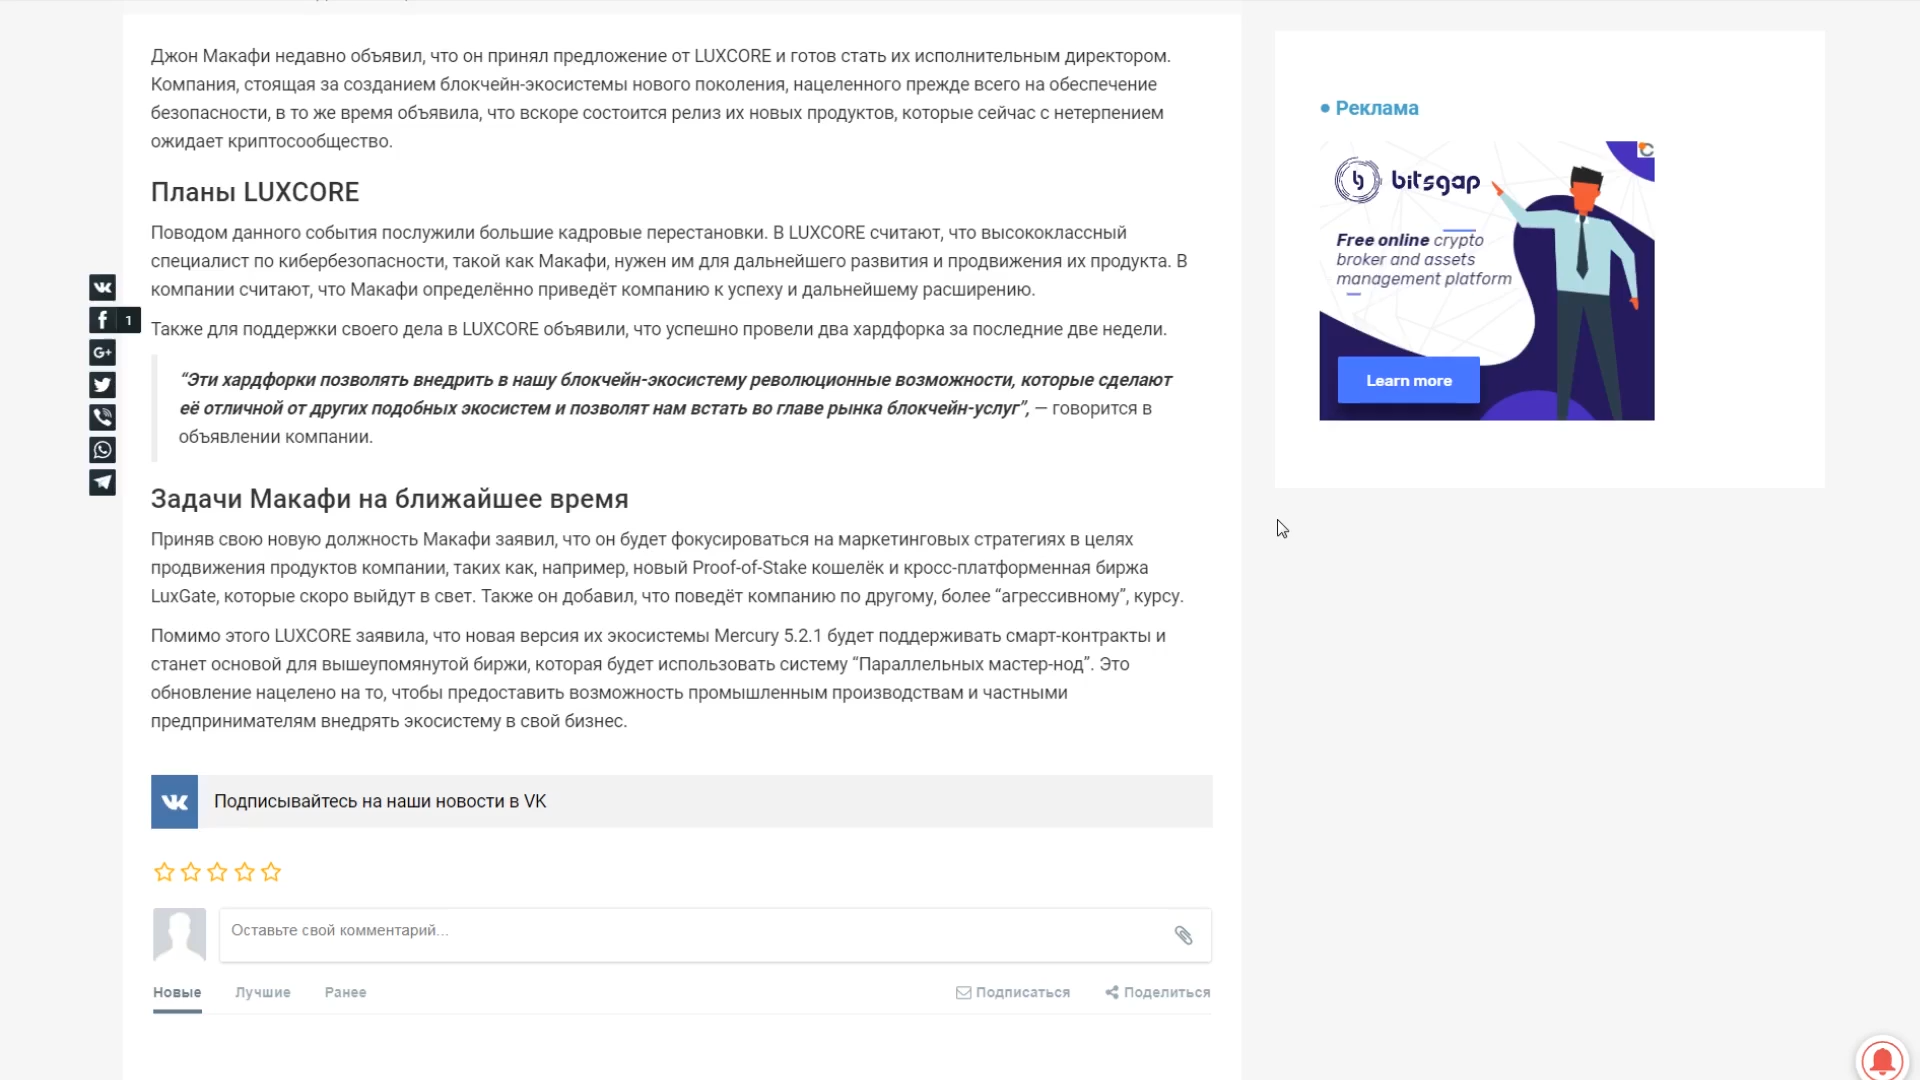 Джон Макафи недавно объявил, что он принял предложение от LUXCORE и готов стать их исполнительным директором.
Компания, стоящая за созданием блокчейн-экосистемы нового поколения, нацеленного прежде всего на обеспечение
безопасности, в то же время объявила, что вскоре состоится релиз их новых продуктов, которые сейчас с нетерпением
ожидает криптосообщество.
Планы LUXCORE
Поводом данного события послужили большие кадровые перестановки. В LUXCORE считают, что высококлассный
специалист по кибербезопасности, такой как Макафи, нужен им для дальнейшего развития и продвижения их продукта. В
компании считают, что Макафи определённо приведёт компанию к успеху и дальнейшему расширению.
1
Также для поддержки своего дела в LUXCORE объявили, что успешно провели два хардфорка за последние две недели.
“Эти хардфорки позволять внедрить в нашу блокчейн-экосистему революционные возможности, которые сделают
её отличной от других подобных экосистем и позволят нам встать во главе рынка блокчейн-услуг”, — говорится в
объявлении компании.
Задачи Макафи на ближайшее время
Приняв свою новую должность Макафи заявил, что он будет фокусироваться на маркетинговых стратегиях в целях
продвижения продуктов компании, таких как, например, новый Proof-of-Stake кошелёк и кросс-платформенная биржа
LuxGate, которые скоро выйдут в свет. Также он добавил, что поведёт компанию по другому, более “агрессивному”, курсу.
Помимо этого LUXCORE заявила, что новая версия их экосистемы Mercury 5.2.1 будет поддерживать смарт-контракты и
станет основой для вышеупомянутой биржи, которая будет использовать систему “Параллельных мастер-нод”. Это
обновление нацелено на то, чтобы предоставить возможность промышленным производствам и частными
предпринимателям внедрять экосистему в свой бизнес.
Подписывайтесь на наши новости в VK
Оставьте свой комментарий...
Новые Лучшие Ранее Подписаться Поделиться
• Реклама
bitsgap
Free online crypto
broker and assets
management platform
Learn more